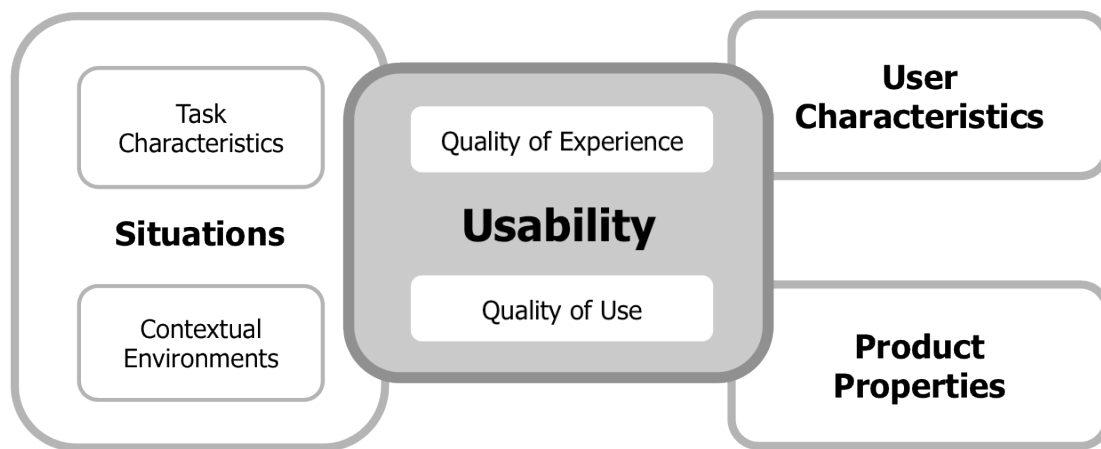 Task
Characteristics
Situations
Contextual
Environments
Quality of Experience
Usability
Quality of Use
User
Characteristics
Product
Properties